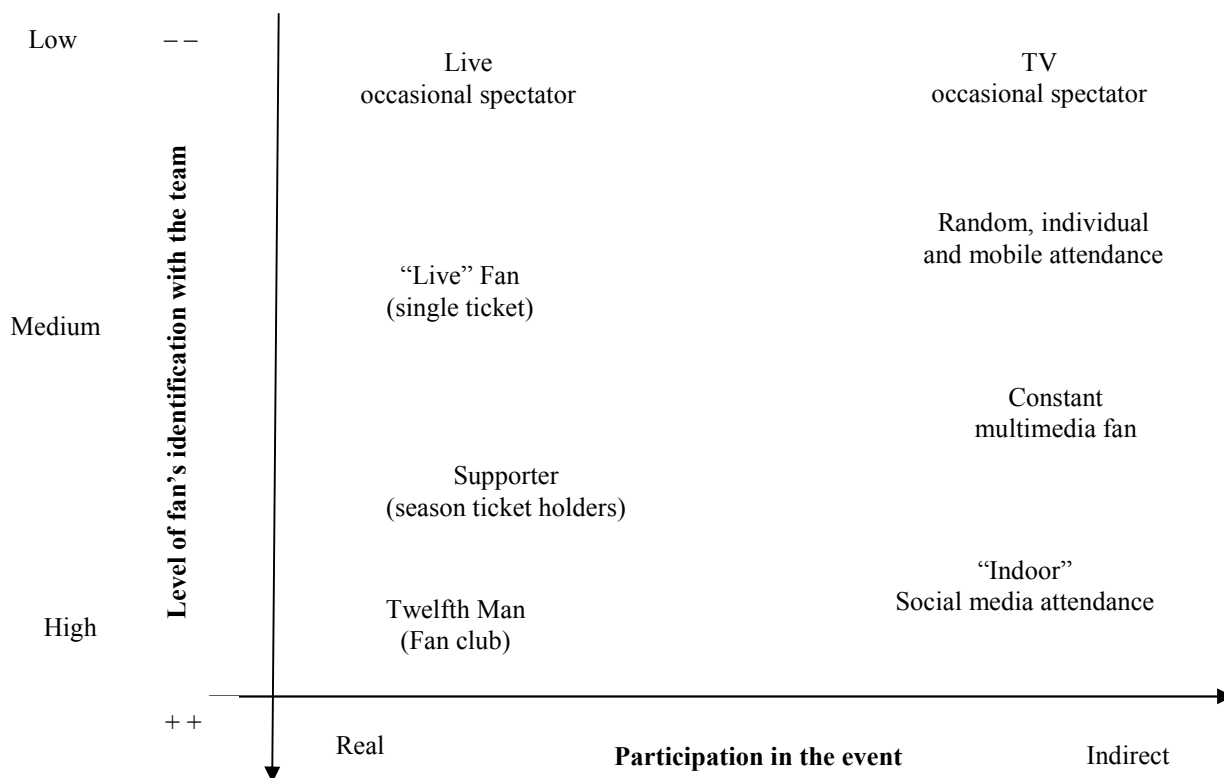 Low
– –
Live
occasional spectator
TV
occasional spectator
Level of fan’s identification with the team
Random, individual
and mobile attendance
“Live” Fan
(single ticket)
Medium
Constant
multimedia fan
Supporter
(season ticket holders)
“Indoor”
Social media attendance
Twelfth Man
(Fan club)
High
+ +
Real
Participation in the event
Indirect